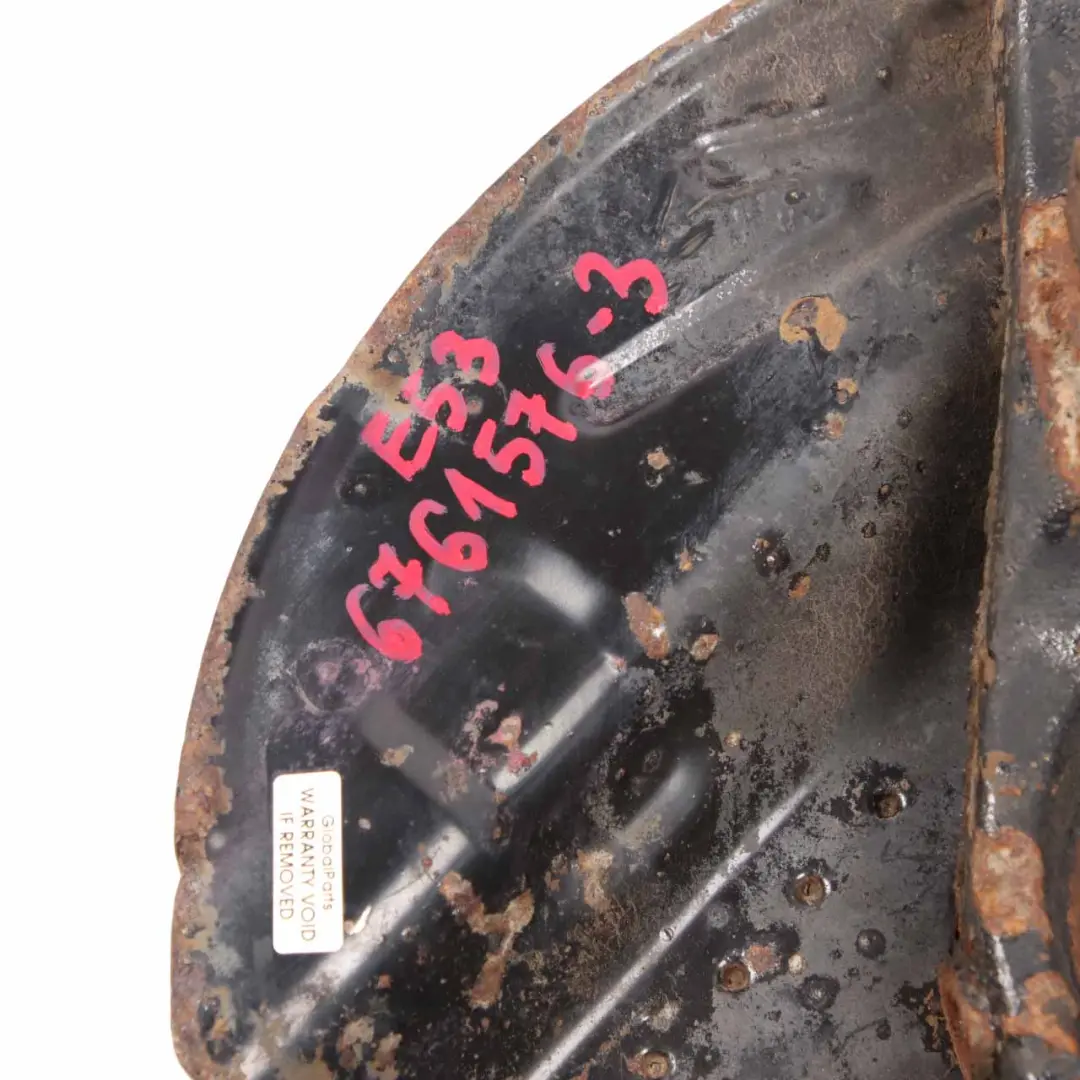 E53
6761576-3
GlobalParts
WARRANTY VOID
IF REMOVED